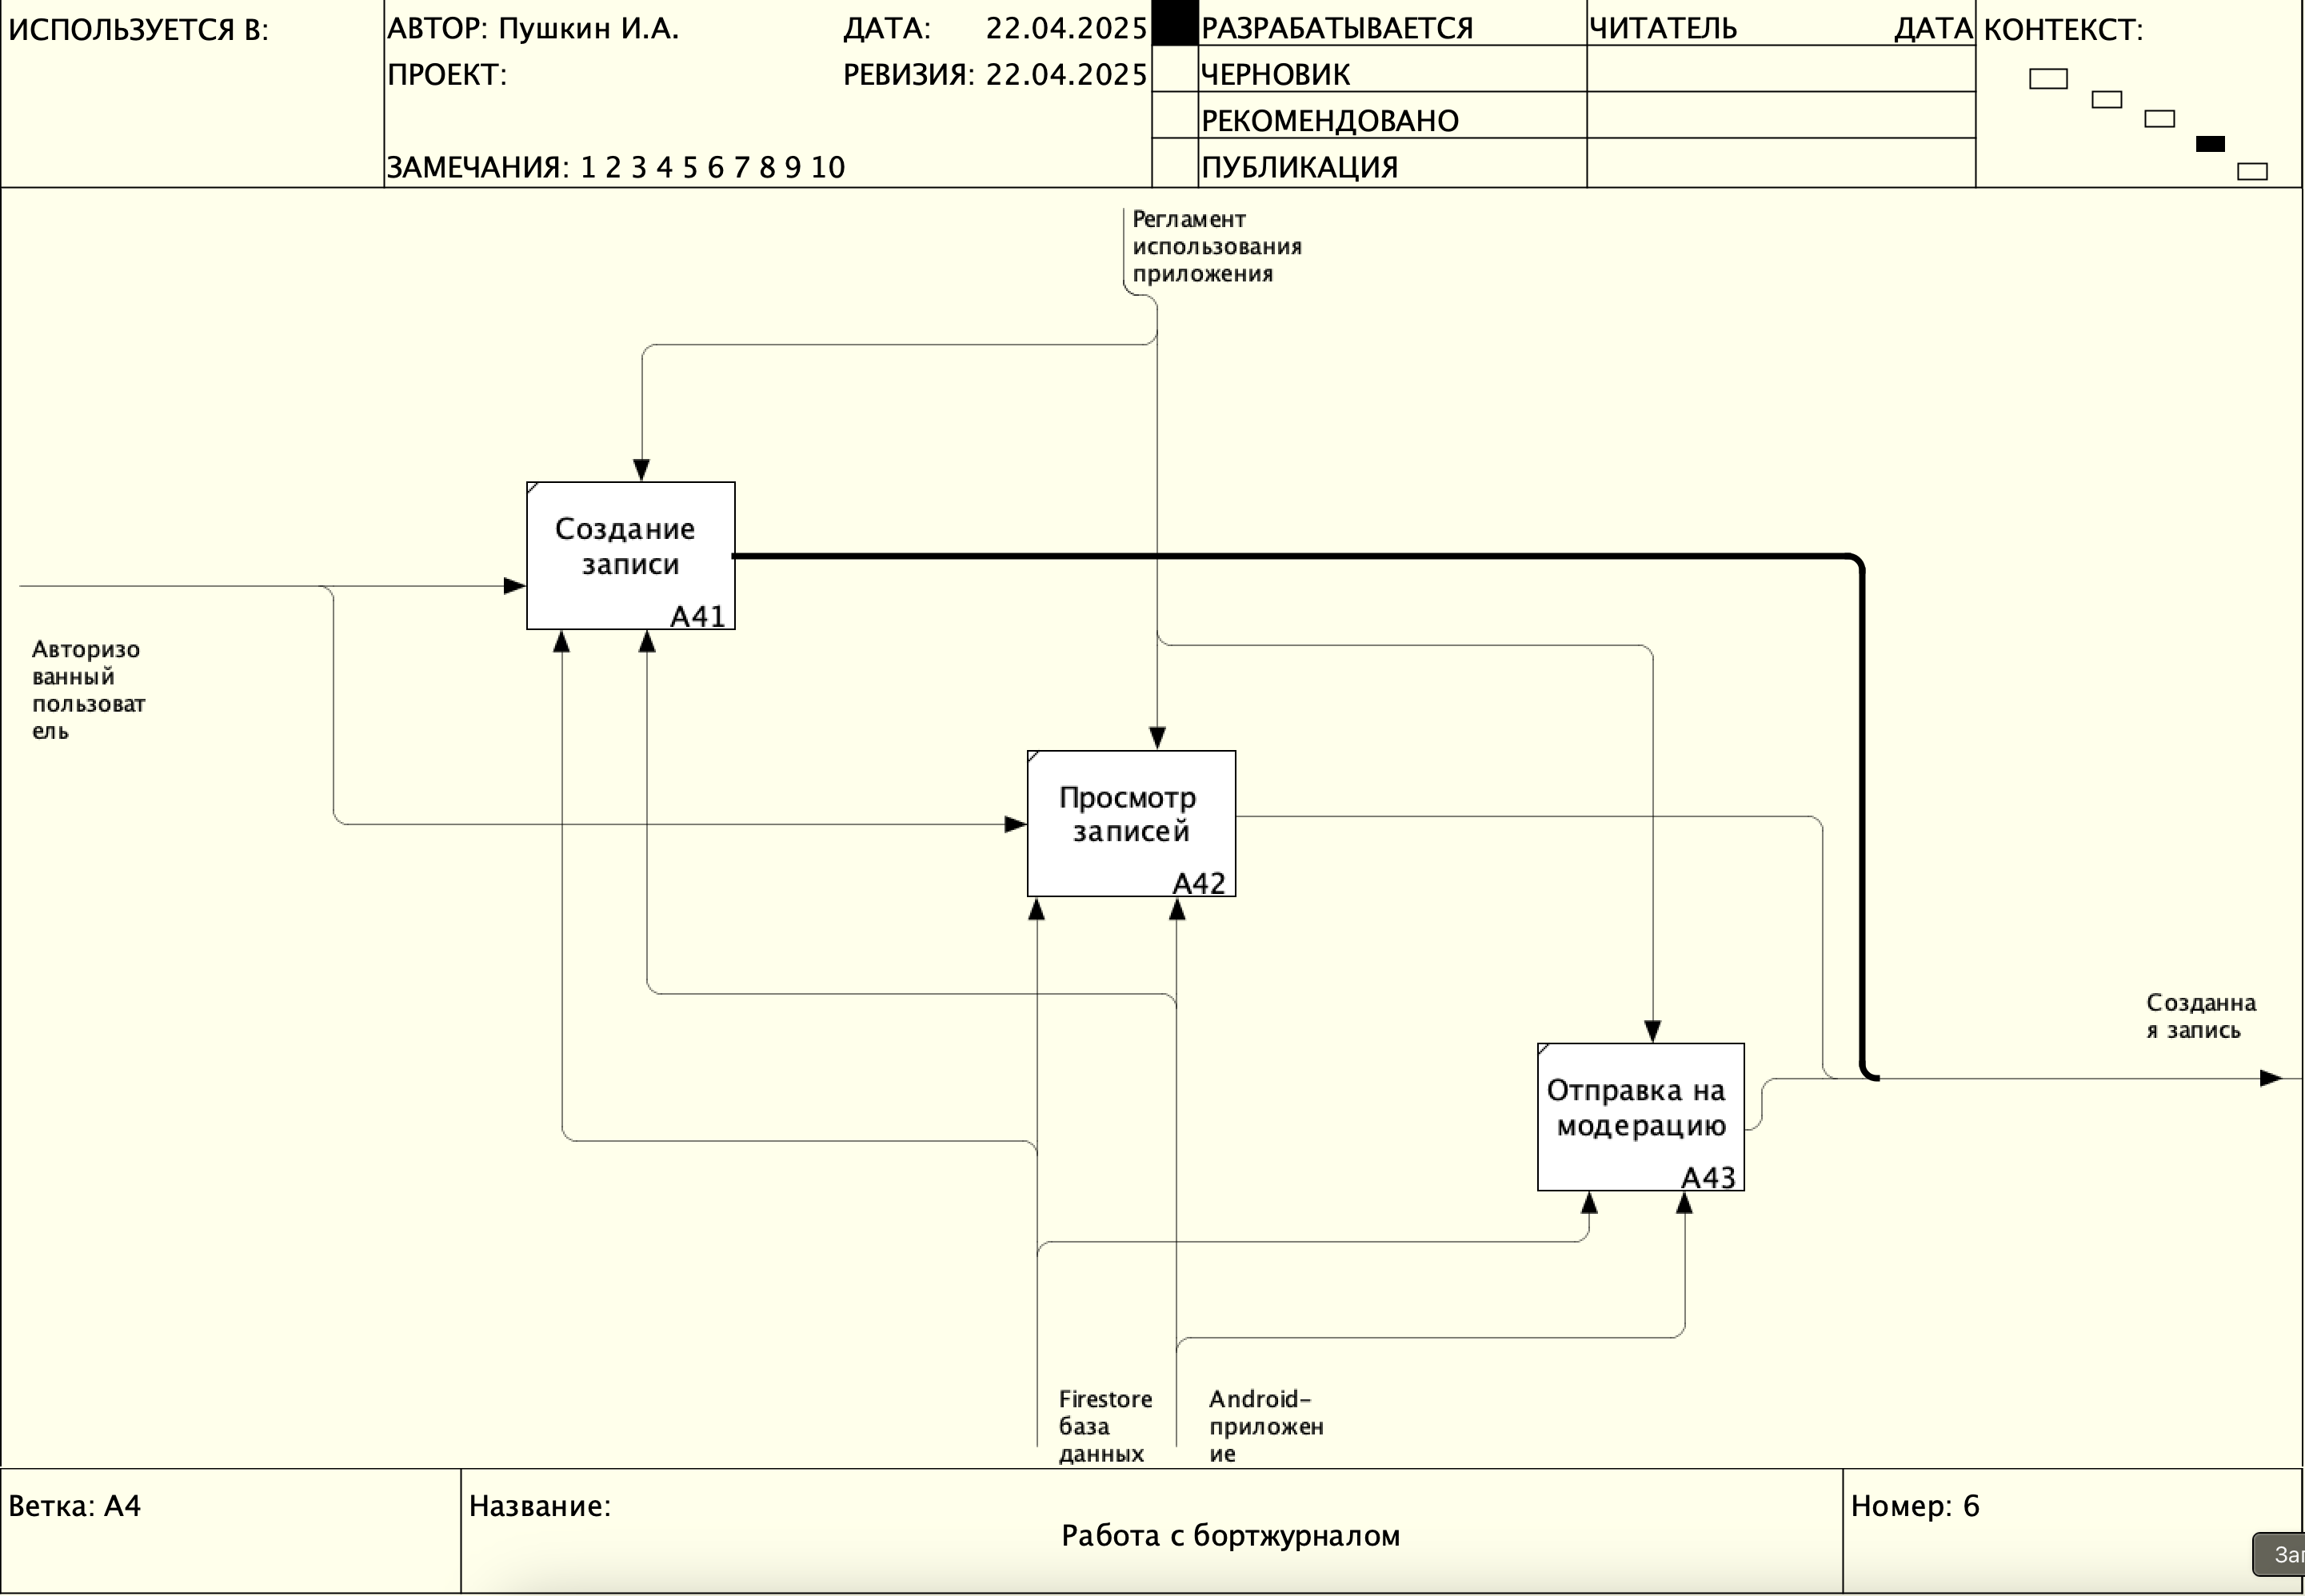 ИСПОЛЬЗУЕТСЯ В:
АВТОР: Пушкин И.А.
ДАТА: 22.04.2025
ПРОЕКТ:
РЕВИЗИЯ: 22.04.2025
ЗАМЕЧАНИЯ: 1 2 3 4 5 6 7 8 9 10
РАЗРАБАТЫВАЕТСЯ
ЧЕРНОВИК
РЕКОМЕНДОВАНО
ПУБЛИКАЦИЯ
ЧИТАТЕЛЬ
ДАТА
КОНТЕКСТ:
Регламент
использования
приложения
Создание
записи
A41
Авторизо
ванный
пользоват
ель
Просмотр
записей
A42
Созданна
я запись
Отправка на
модерацию
A43
Firestore
база
данных
Android-
приложен
ие
Ветка: A4
Название:
Работа с бортжурналом
Номер: 6